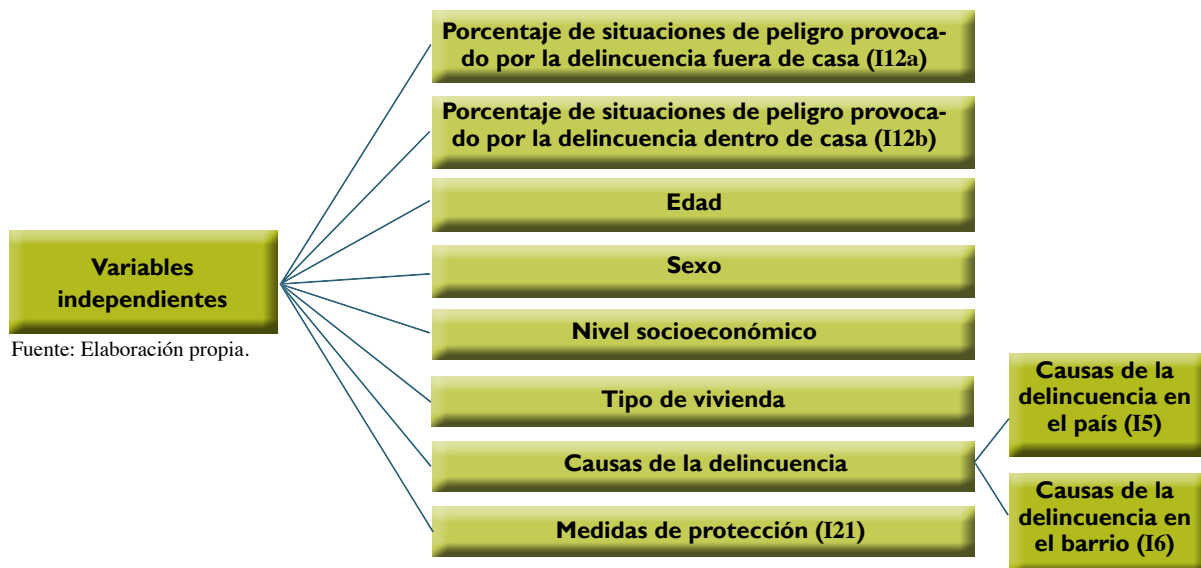 Porcentaje de situaciones de peligro provoca-
do por la delincuencia fuera de casa (I12a)
Porcentaje de situaciones de peligro provoca-
do por la delincuencia dentro de casa (I12b)
Edad
Variables
independientes
Sexo
Fuente: Elaboración propia.
Nivel socioeconómico
Tipo de vivienda
Causas de la delincuencia
Medidas de protección (I21)
Causas de la
delincuencia en
el país (I5)
Causas de la
delincuencia en
el barrio (I6)